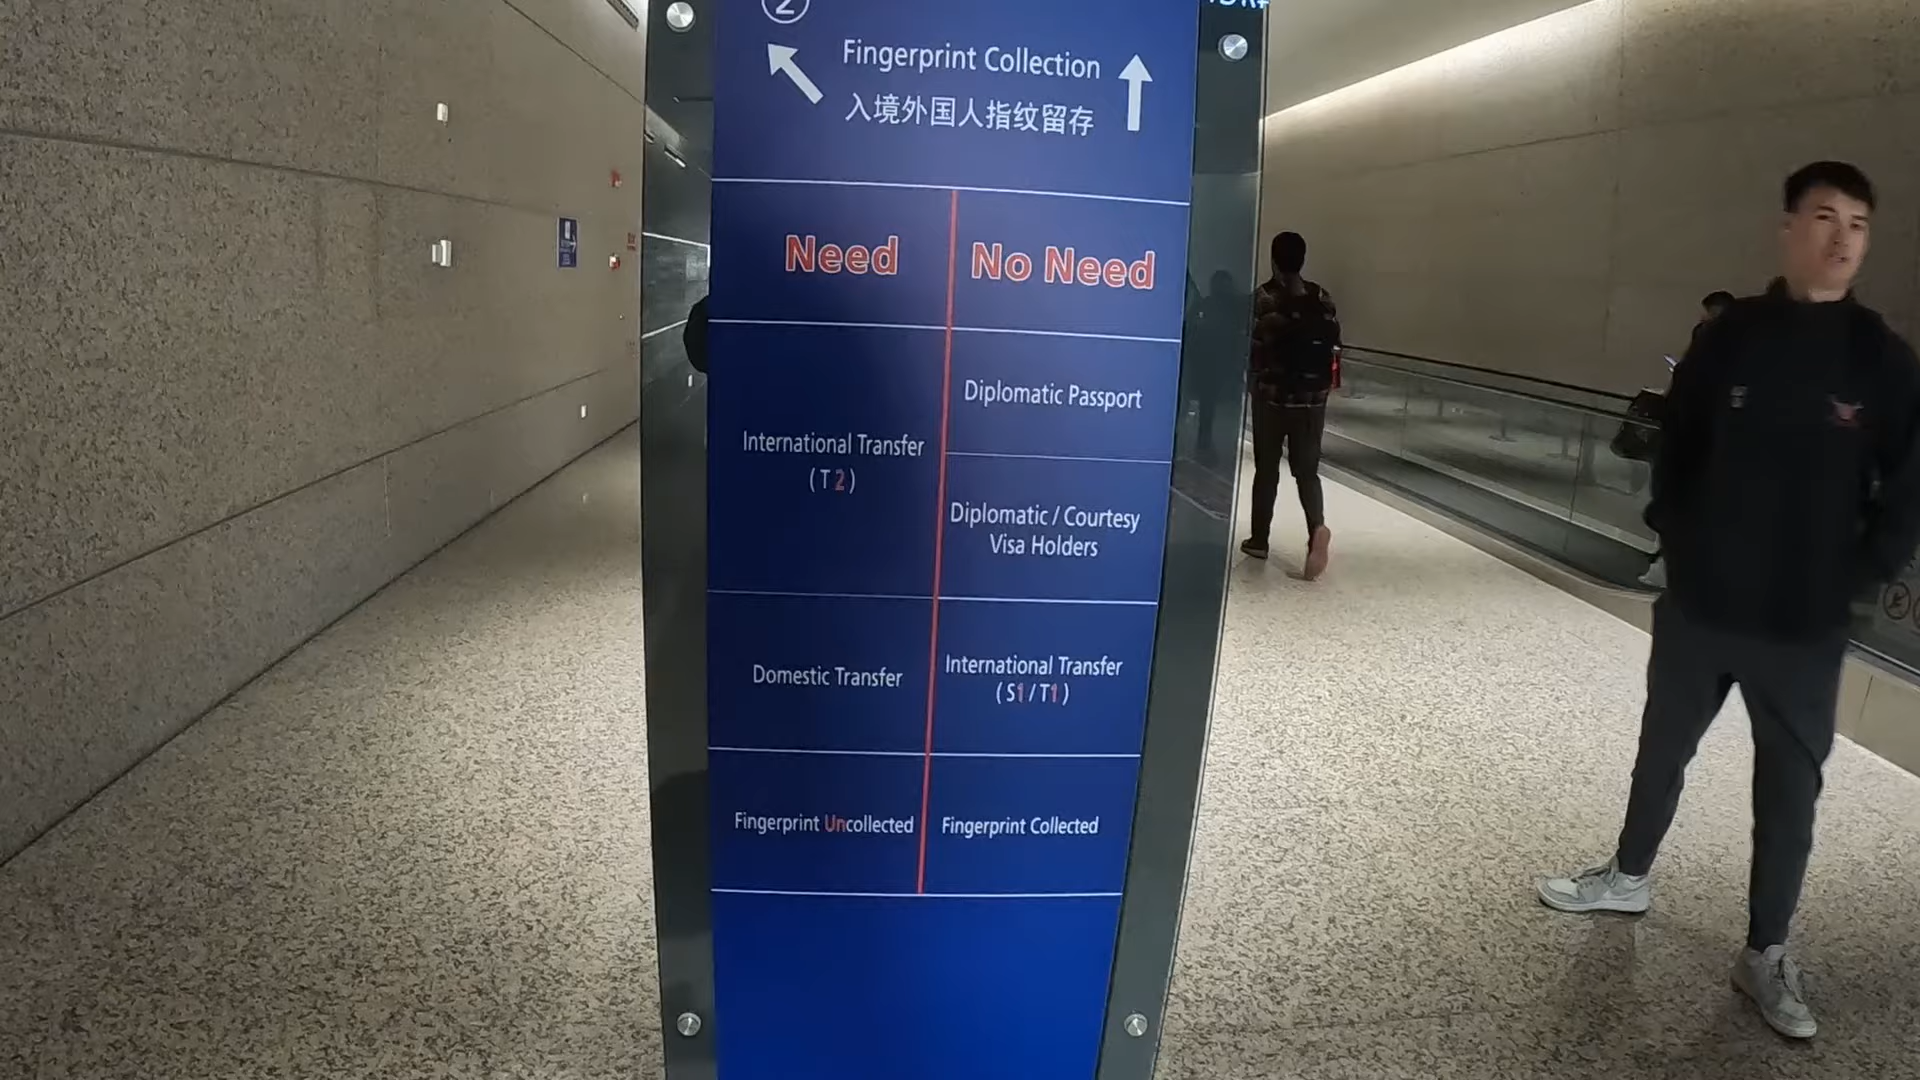 2
Fingerprint Collection
入境外国人指纹留存
Need
No Need
International Transfer
(T2)
Diplomatic Passport
Diplomatic / Courtesy
Visa Holders
Domestic Transfer
International Transfer
(S1/T1)
Fingerprint Uncollected
Fingerprint Collected